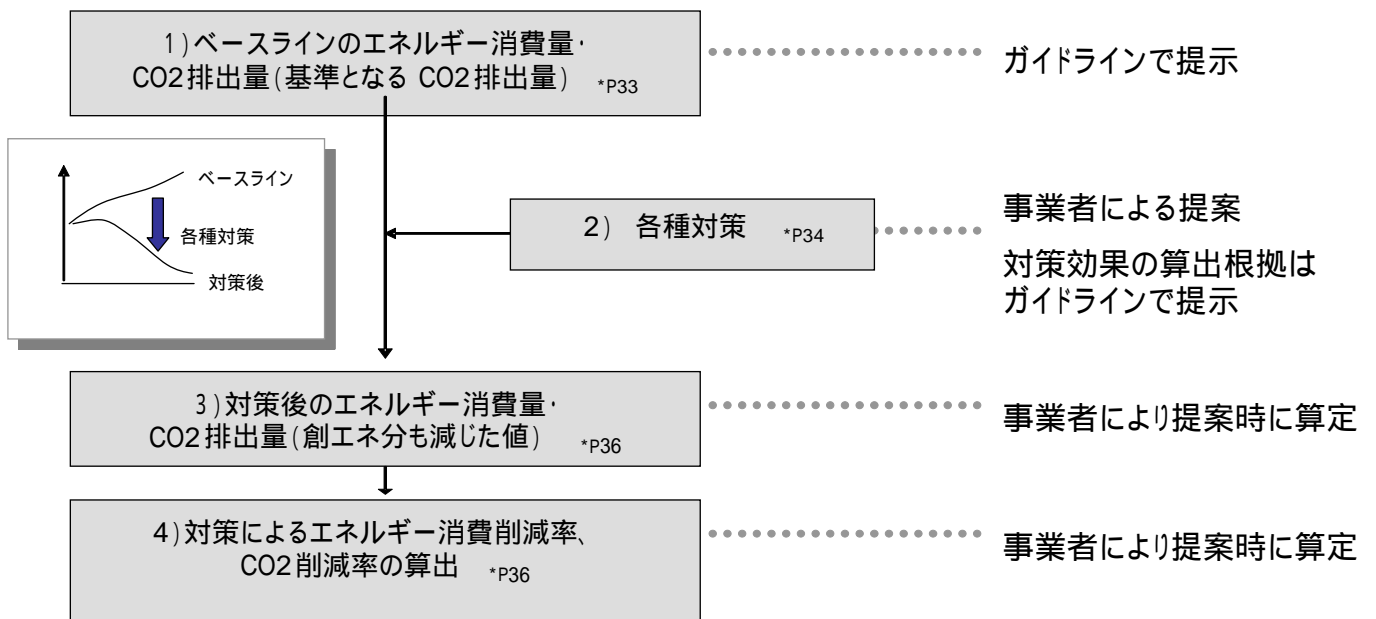 1)ベースラインのエネルギー消費量・
CO2排出量(基準となる CO2排出量) *P33
ガイドラインで提示
ベースライン
各種対策
対策後
2) 各種対策 *P34
事業者による提案
対策効果の算出根拠は
ガイドラインで提示
3)対策後のエネルギー消費量・
CO2排出量(創エネ分も減じた値) *P36
事業者により提案時に算定
4)対策によるエネルギー消費削減率、
CO2削減率の算出 *P36
事業者により提案時に算定